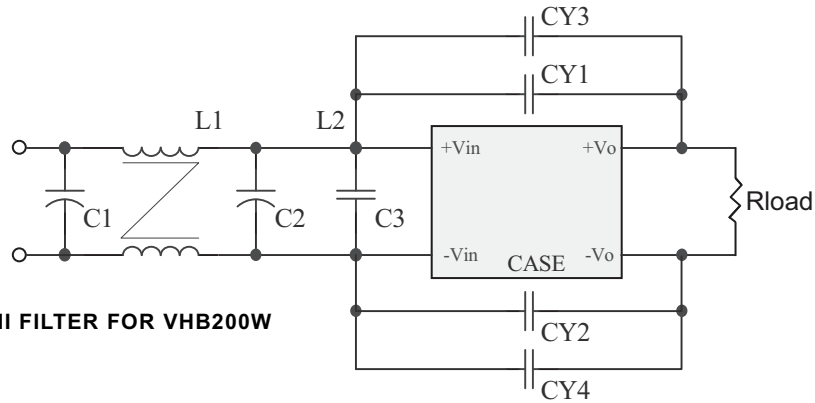 CY3
CY1
L1
L2
+Vin
+Vo
C1
C2
C3
Rload
-Vin
-Vo
CASE
FILTER FOR VHB200W
CY2
CY4